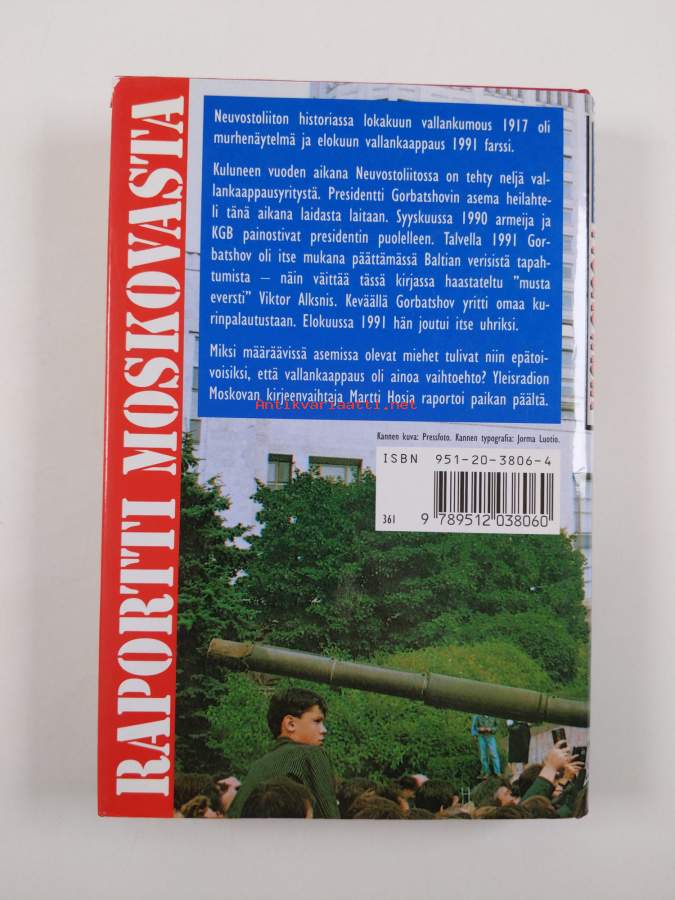 RAPORTTI MOSKOVASTA
Neuvostoliiton historiassa lokakuun vallankumous 1917 oli
murhenäytelmä ja elokuun vallankaappaus 1991 farssi.
Kuluneen vuoden aikana Neuvostoliitossa on tehty neljä val-
lankaappausyritystä. Presidentti Gorbatshovin asema heilahte-
li tänä aikana laidasta laitaan. Syyskuussa 1990 armeija ja
KGB painostivat presidentin puolelleen. Talvella 1991 Gor-
batshov oli itse mukana päättämässä Baltian verisistä tapah-
tumista – näin väittää tässä kirjassa haastateltu "musta
eversti" Viktor Alksnis. Keväällä Gorbatshov yritti omaa ku-
rinpalautustaan. Elokuussa 1991 hän joutui itse uhriksi.
Miksi määräävissä asemissa olevat miehet tulivat niin epätoi-
voisiksi, että vallankaappaus oli ainoa vaihtoehto? Yleisradion
Moskovan kirjeenvaihtaja Martti Hosia raportoi paikan päältä.
Antikvariaatti.net
Kannen kuva: Pressfoto. Kannen typografia: Jorma Luotio.
ISBN 951-20-3806-4
361 9 789512 038060